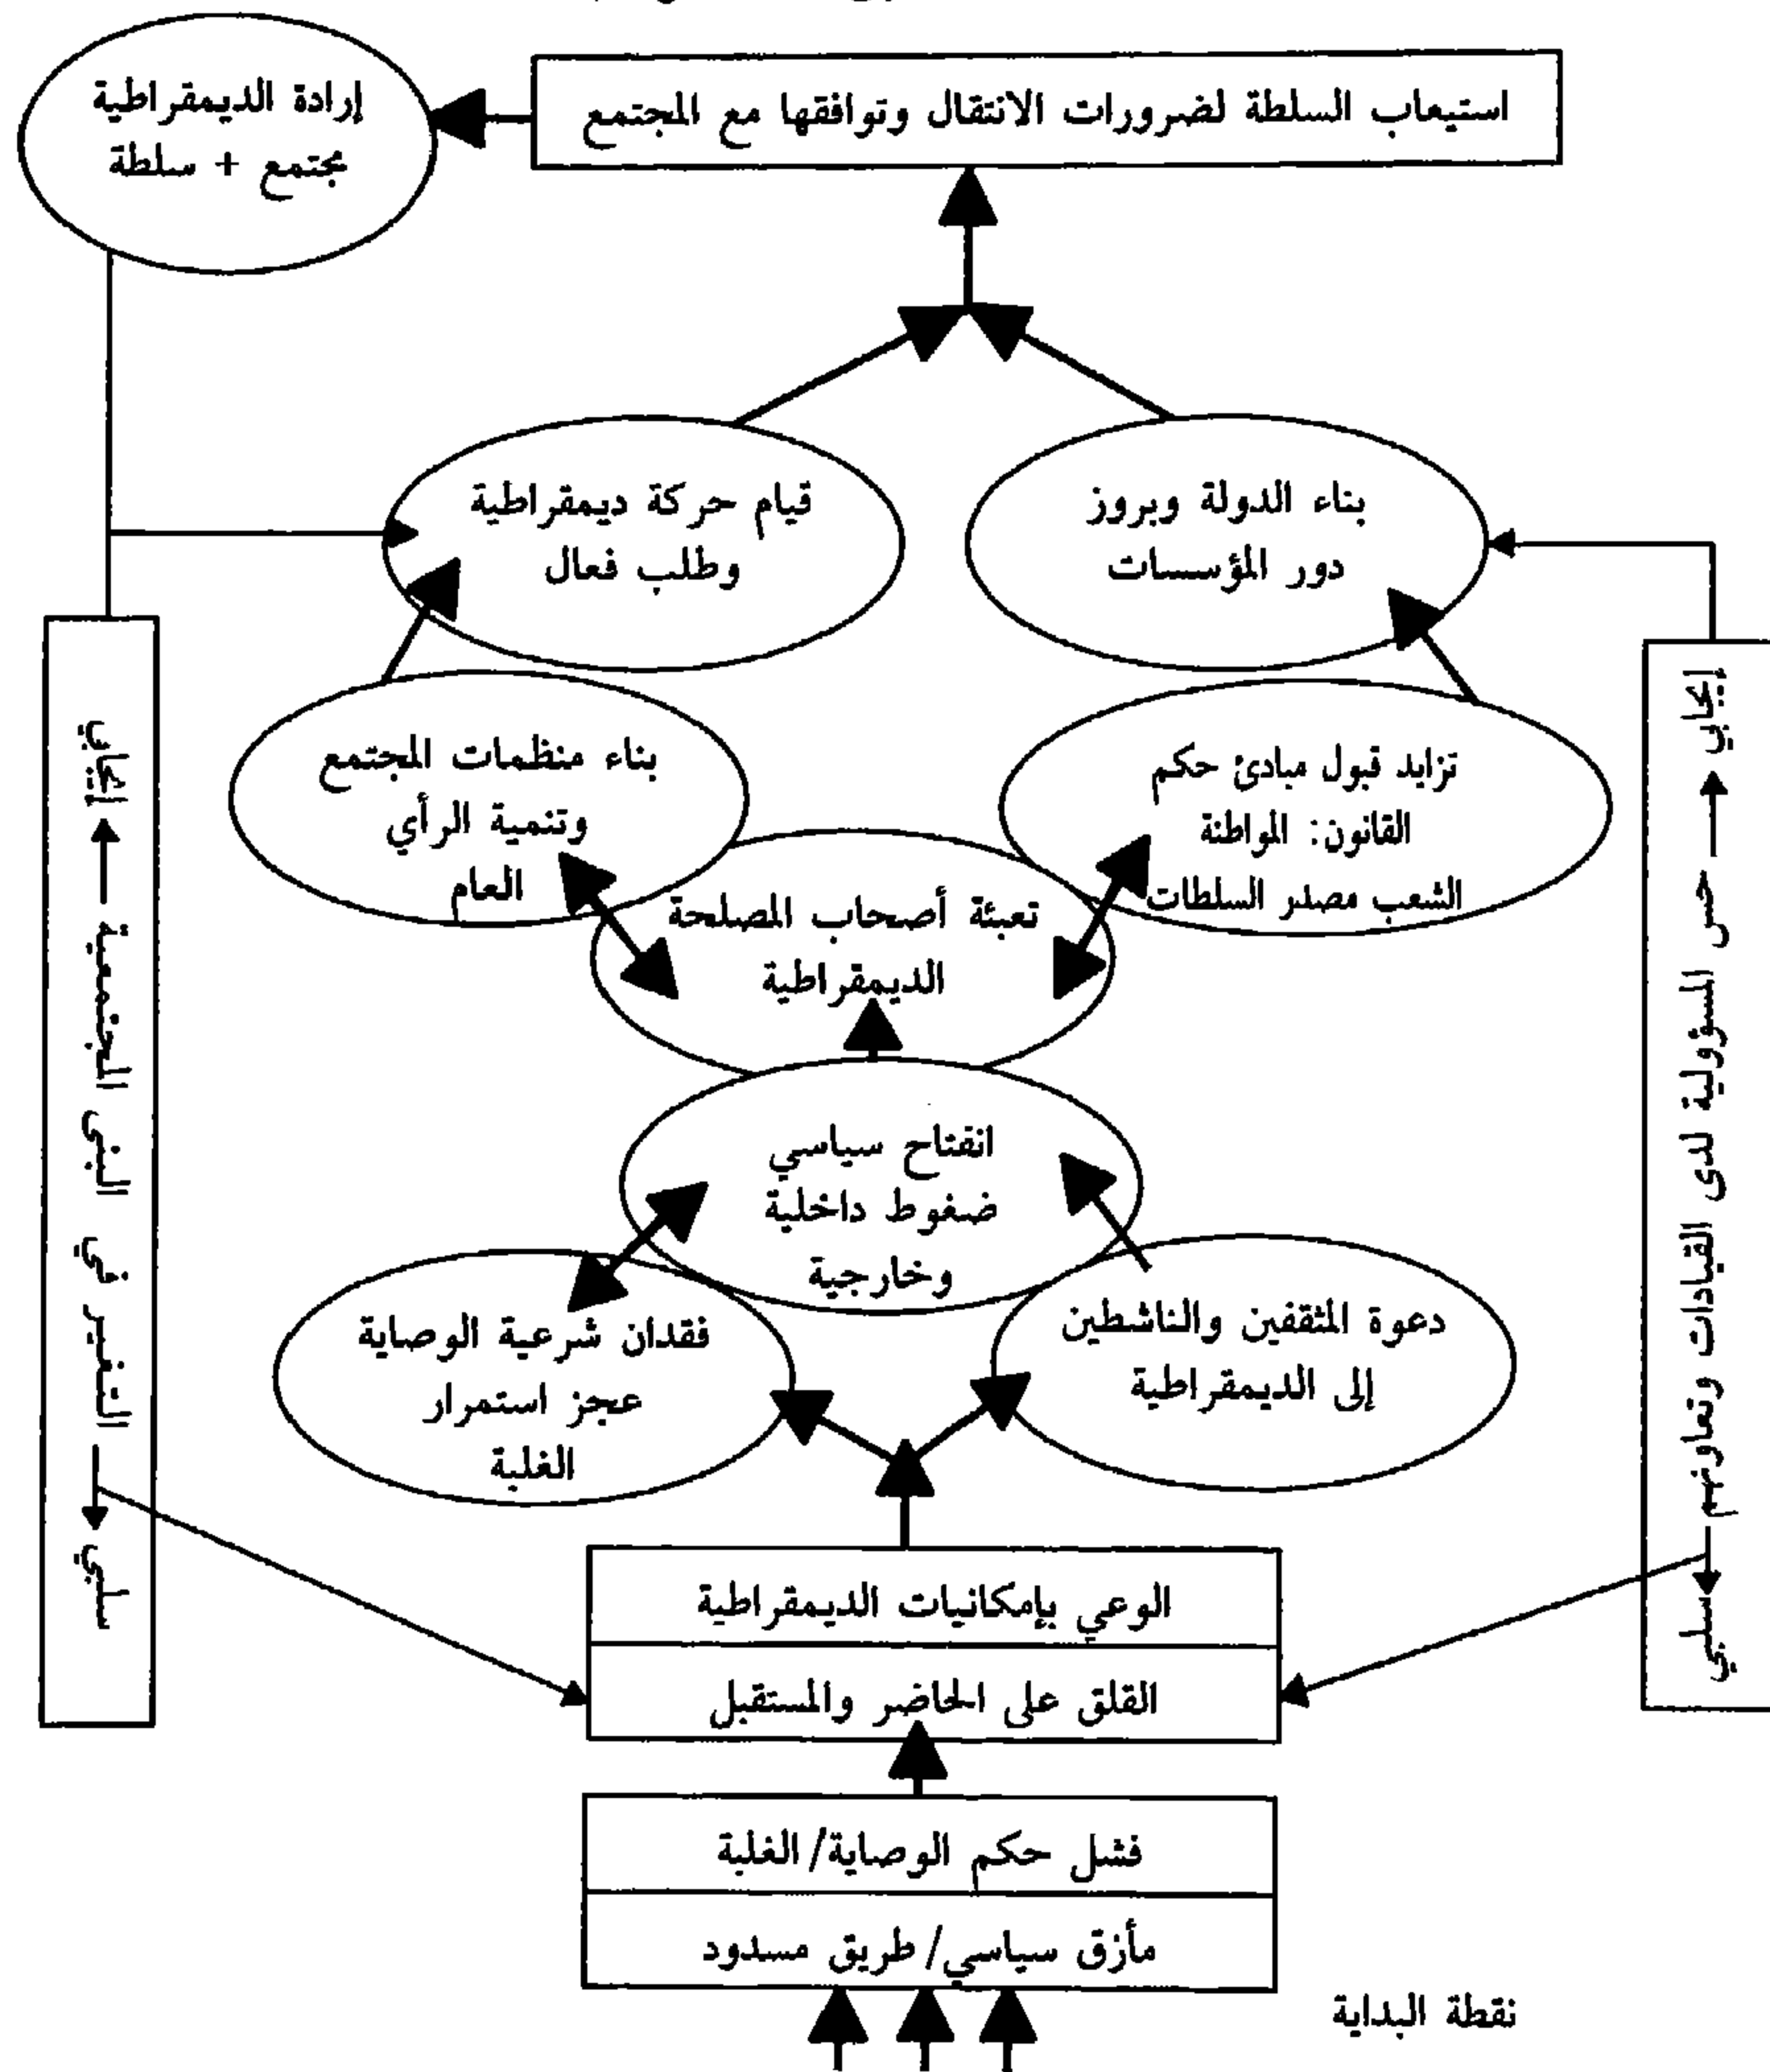 إرادة الديمقراطية
مجتمع + سلطة
استيعاب السلطة لضرورات الانتقال وتوافقها مع المجتمع
قيام حركة ديمقراطية
وطلب فعال
بناء الدولة وبروز
دور المؤسسات
بناء منظمات المجتمع
وتنمية الرأي
العام
تزايد قبول مبادئ حكم
القانون: المواطنة
الشعب مصدر السلطات
تعبئة أصحاب المصلحة
الديمقراطية
انفتاح سياسي
ضغوط داخلية
وخارجية
فقدان شرعية الوصاية
عجز استمرار
الغلبة
دعوة المثقفين والناشطين
إلى الديمقراطية
الوعي بإمكانيات الديمقراطية
القلق على الحاضر والمستقبل
فشل حكم الوصاية/الغلبة
مأزق سياسي/طريق مسدود
نقطة البداية
إيجابي ← حس المسؤولية لدى القيادات وتعاونهم → سلبي
سلبي ← التغير في البنى المجتمعية → إيجابي